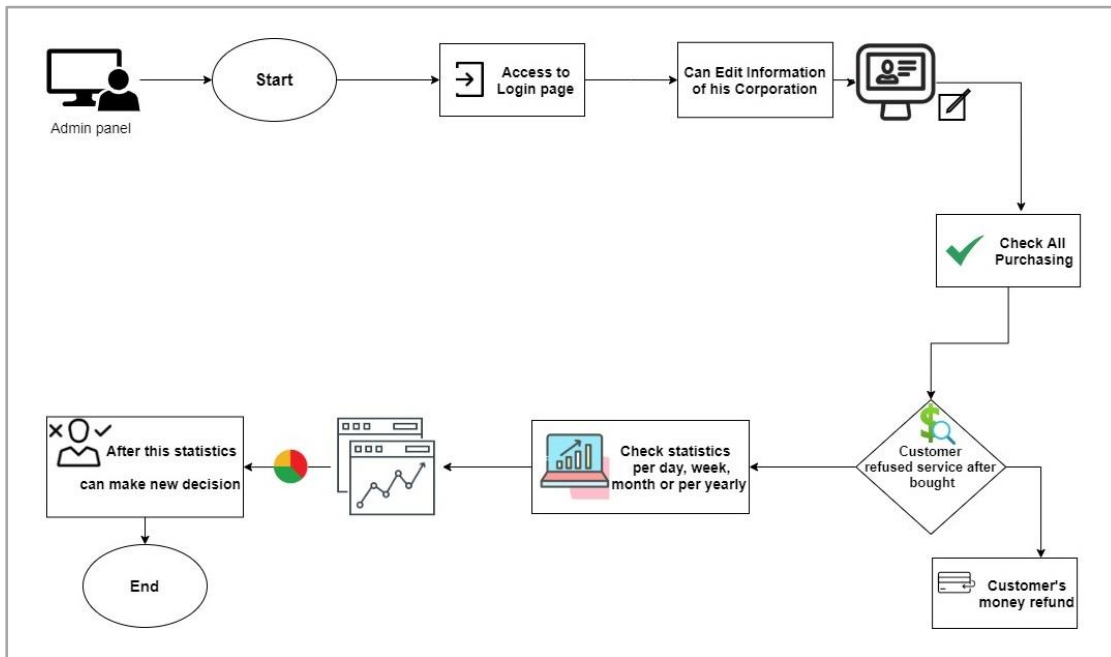 Admin panel
Start
Access to
Login page
Can Edit Information
of his Corporation
Check All
Purchasing
Customer
refused service after
bought
Customer's
money refund
Check statistics
per day, week,
month or per yearly
After this statistics
can make new decision
End